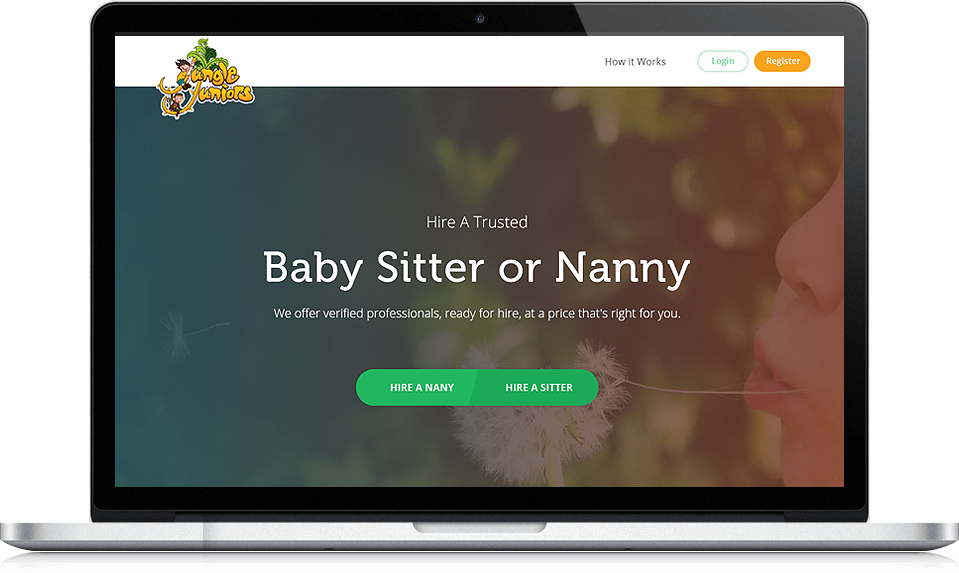 Jungle
Juniors
How it Works
Login
Register
Hire A Trusted
Baby Sitter or Nanny
We offer verified professionals, ready for hire, at a price that's right for you.
HIRE A NANY
HIRE A SITTER